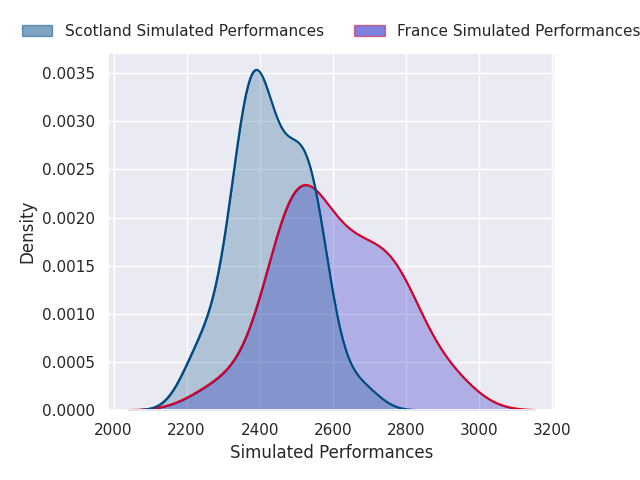 Scotland Simulated Performances
France Simulated Performances
0.0035
0.0030
0.0025
0.0020
0.0015
0.0010
0.0005
0.0000
Density
2000 2200 2400 2600 2800 3000 3200
Simulated Performances